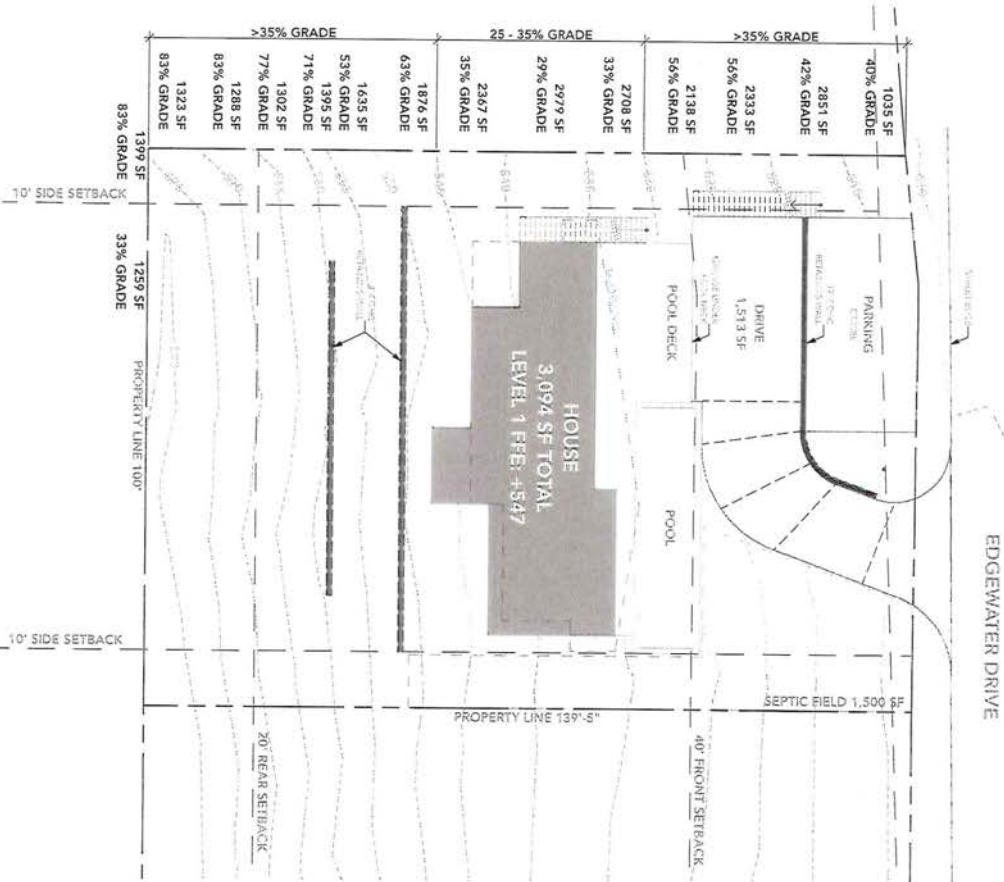 >35% GRADE
25 - 35% GRADE
>35% GRADE
1035 SF
40% GRADE
2851 SF
42% GRADE
2333 SF
56% GRADE
2138 SF
56% GRADE
2708 SF
33% GRADE
2979 SF
29% GRADE
2367 SF
35% GRADE
1876 SF
63% GRADE
1635 SF
53% GRADE
1395 SF
71% GRADE
1302 SF
77% GRADE
1288 SF
83% GRADE
1323 SF
83% GRADE
1399 SF
83% GRADE
1259 SF
33% GRADE
10' SIDE SETBACK
PARKING
RETAINING WALL
DRIVE
1,513 SF
POOL DECK
POOL
HOUSE
3,094 SF TOTAL
LEVEL 1 FFE: +547
PROPERTY LINE 100'
10' SIDE SETBACK
PROPERTY LINE 139'-5"
SEPTIC FIELD 1,500 SF
20' REAR SETBACK
40' FRONT SETBACK
EDGEWATER DRIVE